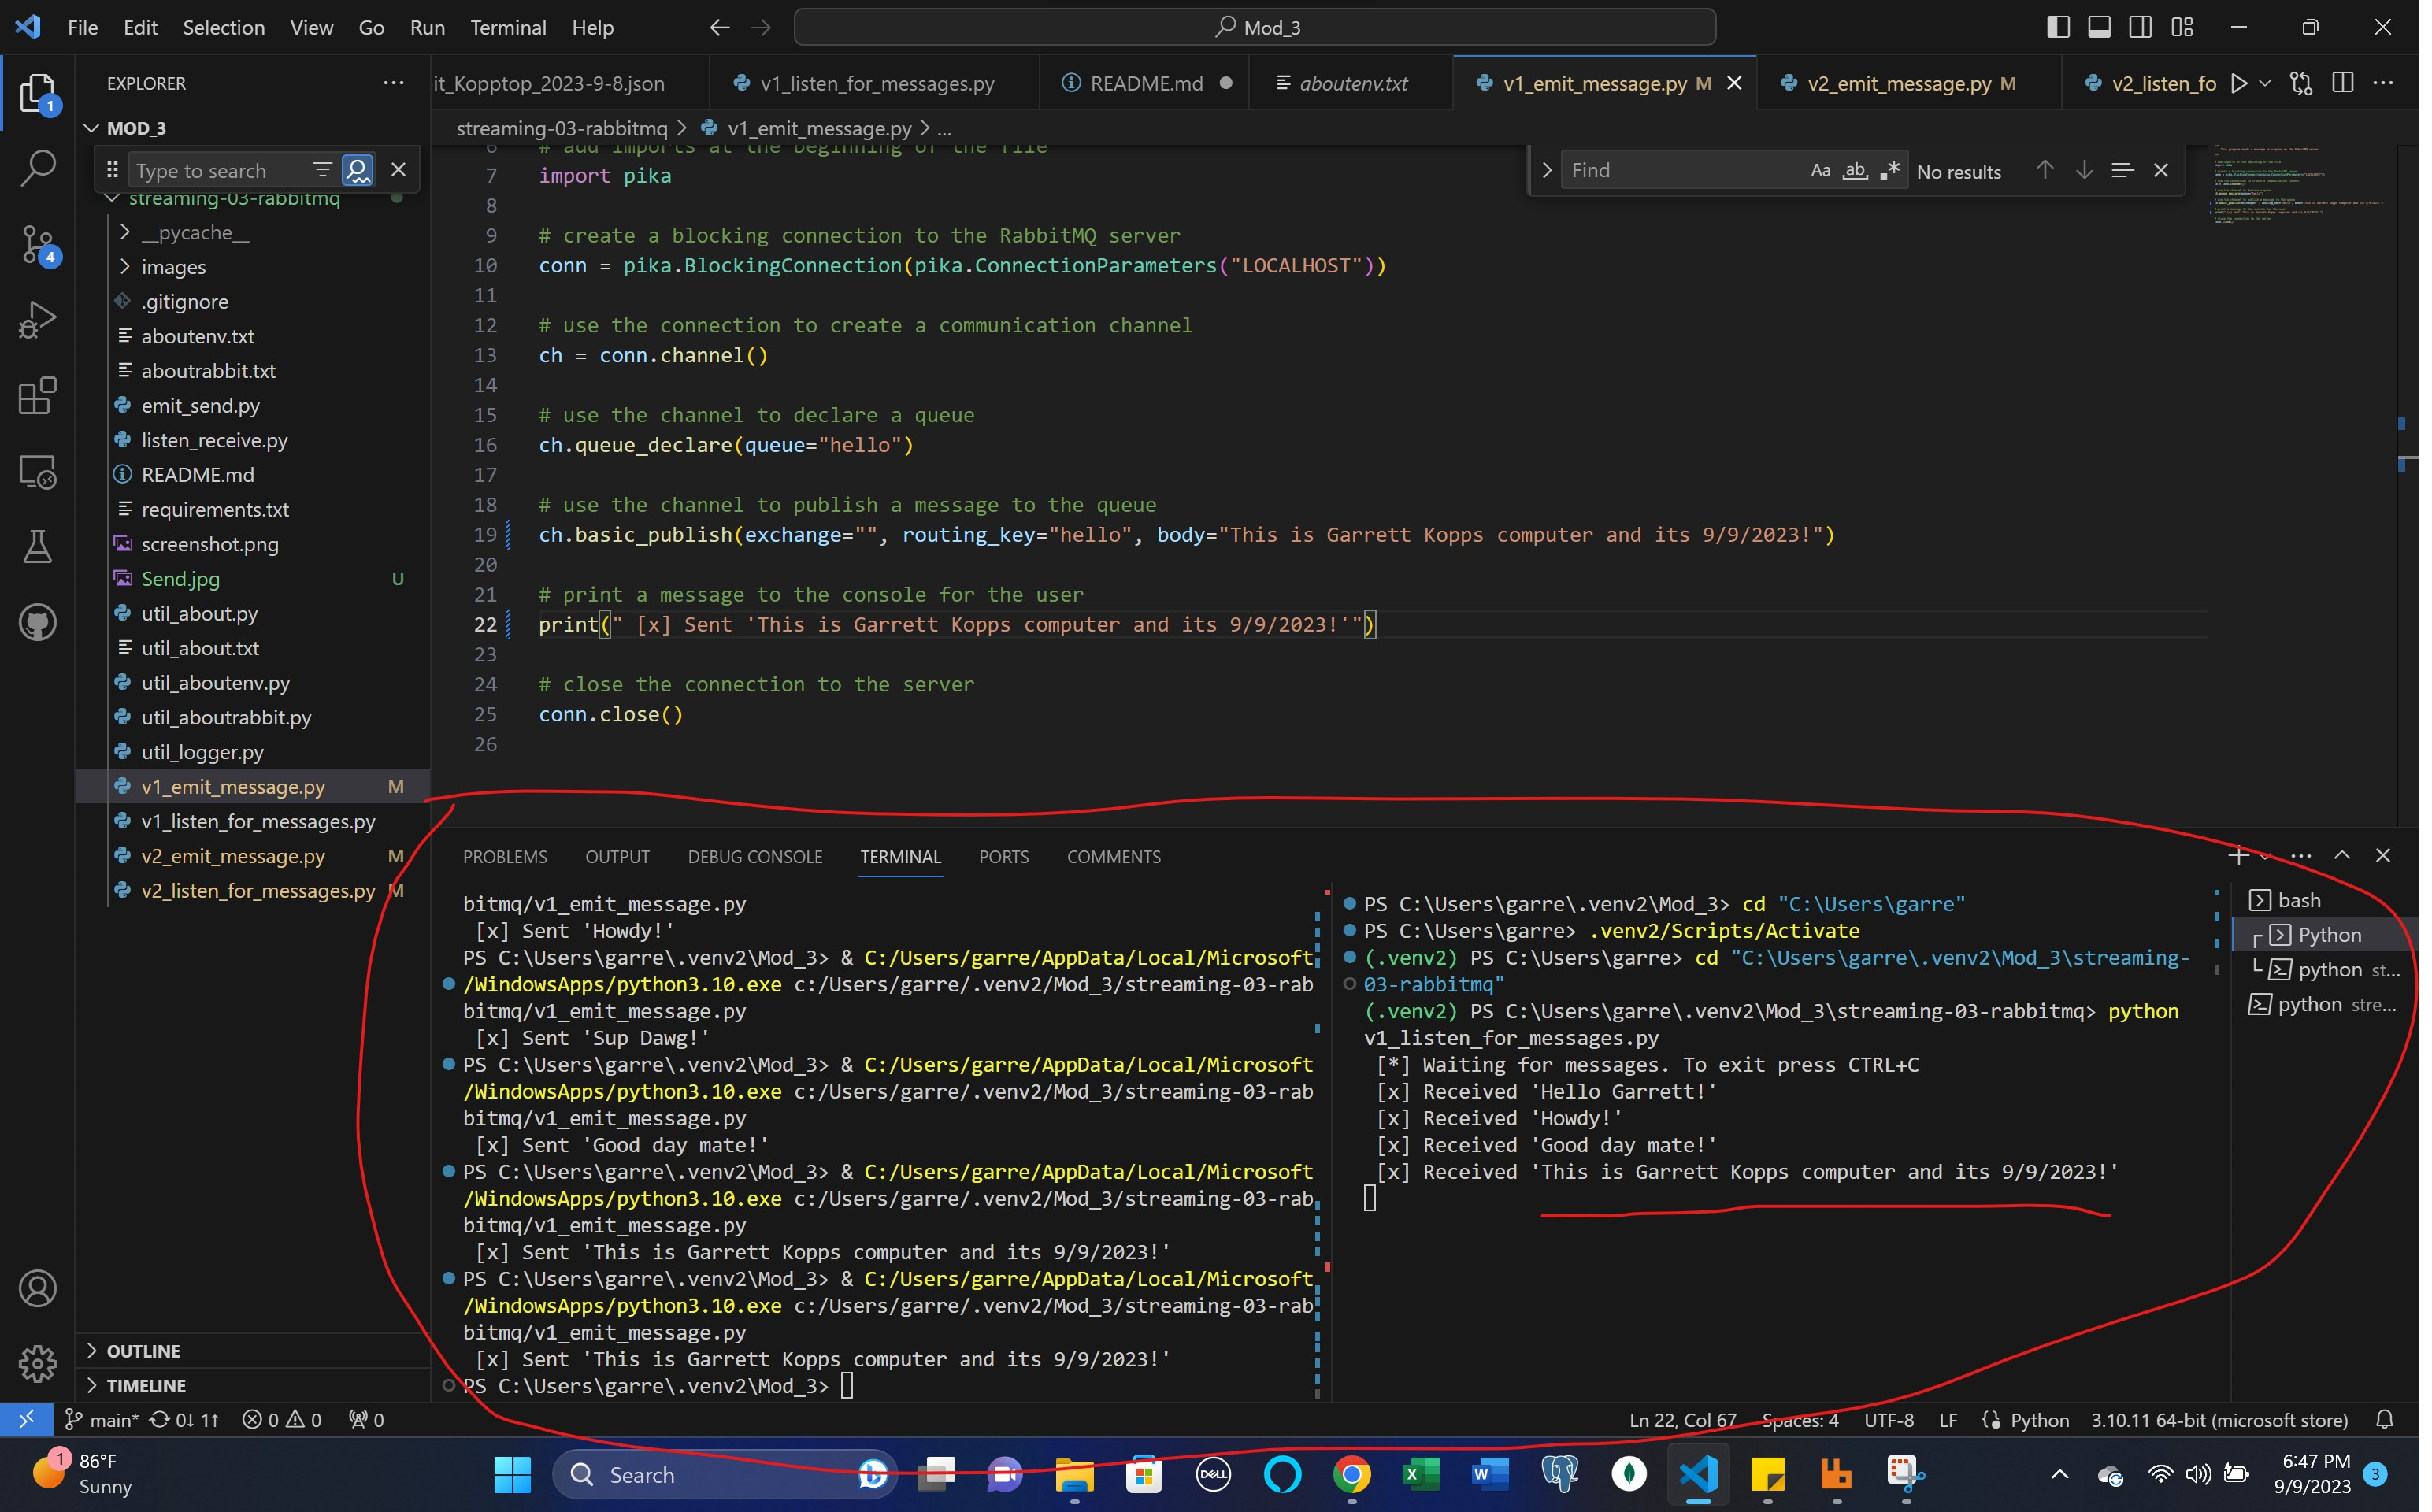 File Edit Selection View Go Run Terminal Help
Mod_3
EXPLORER
it_Kopptop_2023-9-8.json
v1_listen_for_messages.py
README.md
aboutenv.txt
v1_emit_message.py M
v2_emit_message.py M
v2_listen_fo
MOD_3
Type to search
streaming-03-rabbitmq
__pycache__
images
.gitignore
aboutenv.txt
aboutrabbit.txt
emit_send.py
listen_receive.py
README.md
requirements.txt
screenshot.png
Send.jpg U
util_about.py
util_about.txt
util_aboutenv.py
util_aboutrabbit.py
util_logger.py
v1_emit_message.py M
v1_listen_for_messages.py
v2_emit_message.py M
v2_listen_for_messages.py M
OUTLINE
TIMELINE
1
4
streaming-03-rabbitmq > v1_emit_message.py > ...
Find
Aa ab .* No results
6 # add imports at the beginning of the file
7 import pika
8
9 # create a blocking connection to the RabbitMQ server
10 conn = pika.BlockingConnection(pika.ConnectionParameters("LOCALHOST"))
11
12 # use the connection to create a communication channel
13 ch = conn.channel()
14
15 # use the channel to declare a queue
16 ch.queue_declare(queue="hello")
17
18 # use the channel to publish a message to the queue
19 ch.basic_publish(exchange="", routing_key="hello", body="This is Garrett Kopps computer and its 9/9/2023!")
20
21 # print a message to the console for the user
22 print(" [x] Sent 'This is Garrett Kopps computer and its 9/9/2023!'")
23
24 # close the connection to the server
25 conn.close()
26
PROBLEMS OUTPUT DEBUG CONSOLE TERMINAL PORTS COMMENTS
bitmq/v1_emit_message.py
[x] Sent 'Howdy!'
PS C:\Users\garre\.venv2\Mod_3> & C:/Users/garre/AppData/Local/Microsoft
/WindowsApps/python3.10.exe c:/Users/garre/.venv2/Mod_3/streaming-03-rab
bitmq/v1_emit_message.py
[x] Sent 'Sup Dawg!'
PS C:\Users\garre\.venv2\Mod_3> & C:/Users/garre/AppData/Local/Microsoft
/WindowsApps/python3.10.exe c:/Users/garre/.venv2/Mod_3/streaming-03-rab
bitmq/v1_emit_message.py
[x] Sent 'Good day mate!'
PS C:\Users\garre\.venv2\Mod_3> & C:/Users/garre/AppData/Local/Microsoft
/WindowsApps/python3.10.exe c:/Users/garre/.venv2/Mod_3/streaming-03-rab
bitmq/v1_emit_message.py
[x] Sent 'This is Garrett Kopps computer and its 9/9/2023!'
PS C:\Users\garre\.venv2\Mod_3> & C:/Users/garre/AppData/Local/Microsoft
/WindowsApps/python3.10.exe c:/Users/garre/.venv2/Mod_3/streaming-03-rab
bitmq/v1_emit_message.py
[x] Sent 'This is Garrett Kopps computer and its 9/9/2023!'
PS C:\Users\garre\.venv2\Mod_3>
PS C:\Users\garre\.venv2\Mod_3> cd "C:\Users\garre"
PS C:\Users\garre> .venv2/Scripts/Activate
(.venv2) PS C:\Users\garre> cd "C:\Users\garre\.venv2\Mod_3\streaming-
03-rabbitmq"
(.venv2) PS C:\Users\garre\.venv2\Mod_3\streaming-03-rabbitmq> python
v1_listen_for_messages.py
[*] Waiting for messages. To exit press CTRL+C
[x] Received 'Hello Garrett!'
[x] Received 'Howdy!'
[x] Received 'Good day mate!'
[x] Received 'This is Garrett Kopps computer and its 9/9/2023!'
bash
Python
python st...
python stre...
main* 0↓ 1↑ 0 0 0
Ln 22, Col 67 Spaces: 4 UTF-8 LF Python 3.10.11 64-bit (microsoft store)
1
86°F
Sunny
Search
DELL
X
W
6:47 PM
9/9/2023
3